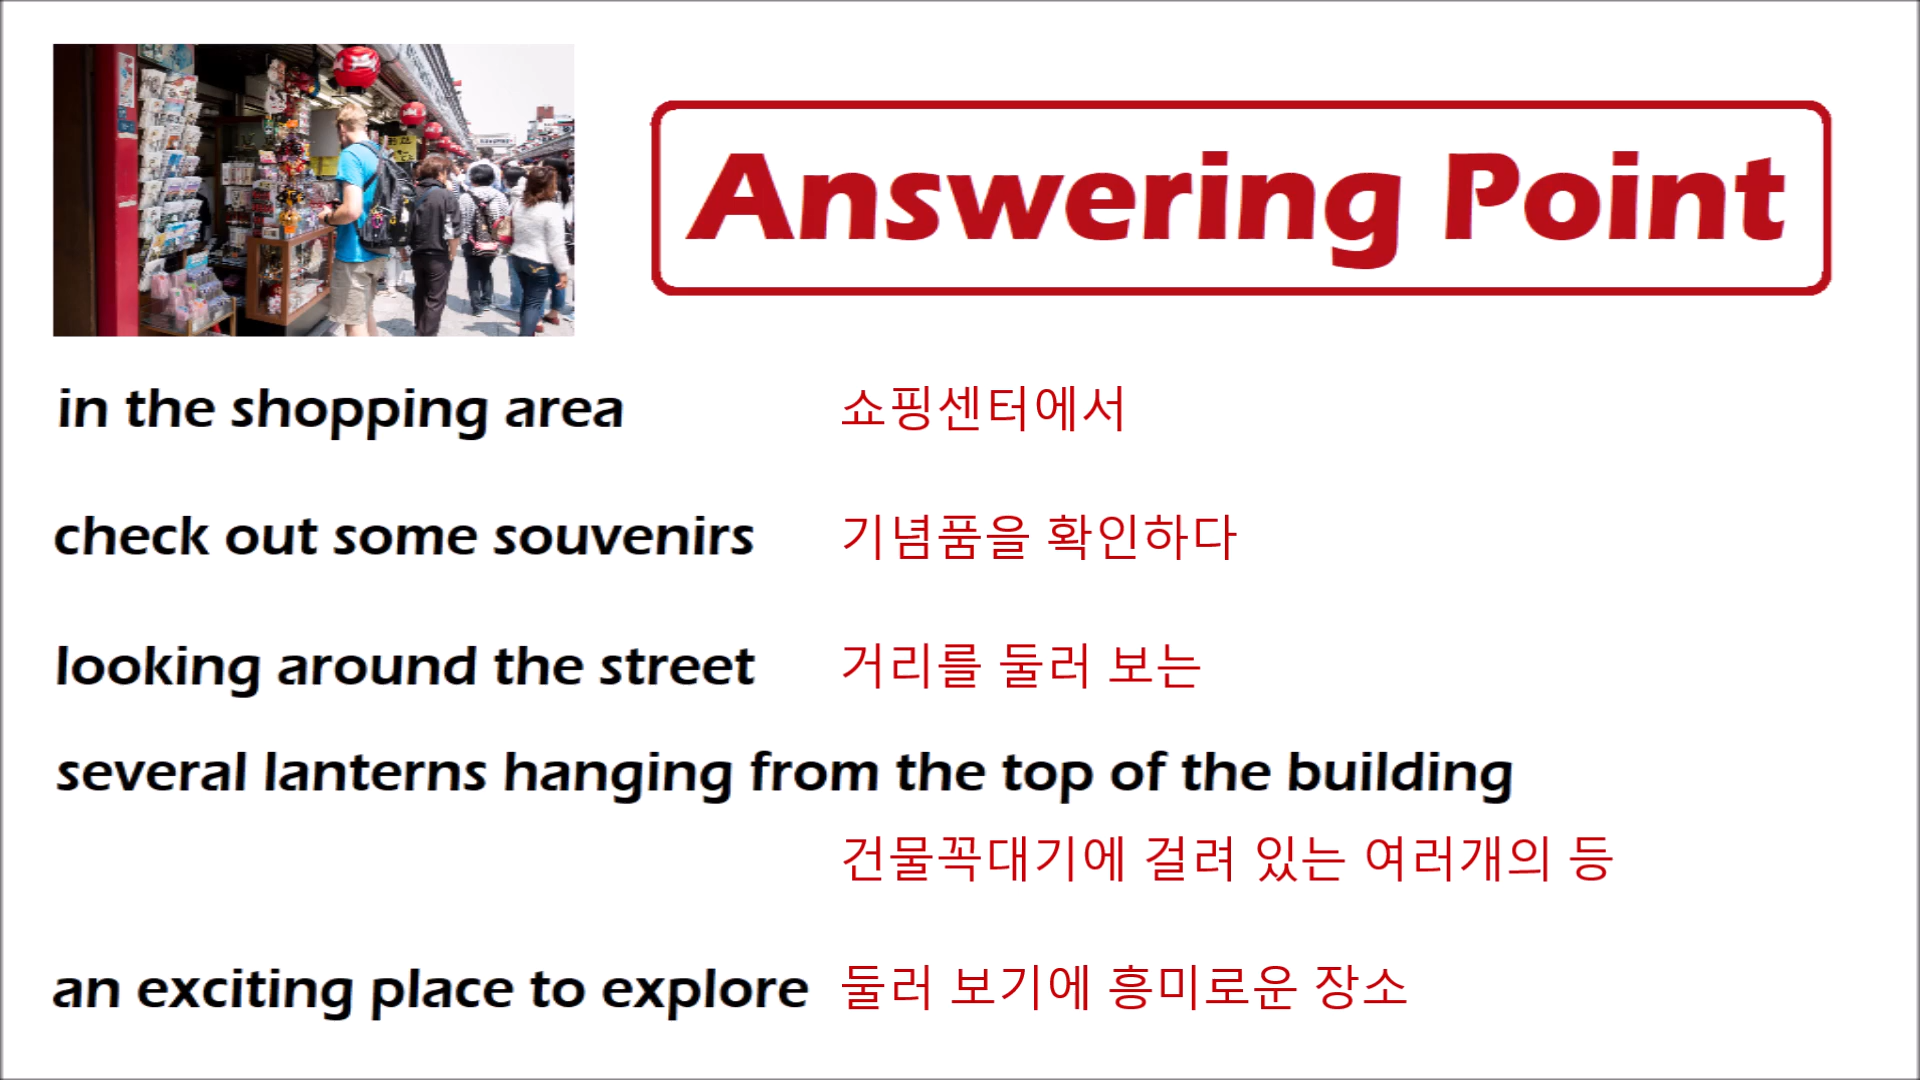 Answering Point
in the shopping area 쇼핑센터에서
check out some souvenirs 기념품을 확인하다
looking around the street 거리를 둘러 보는
several lanterns hanging from the top of the building
건물꼭대기에 걸려 있는 여러개의 등
an exciting place to explore 둘러 보기에 흥미로운 장소